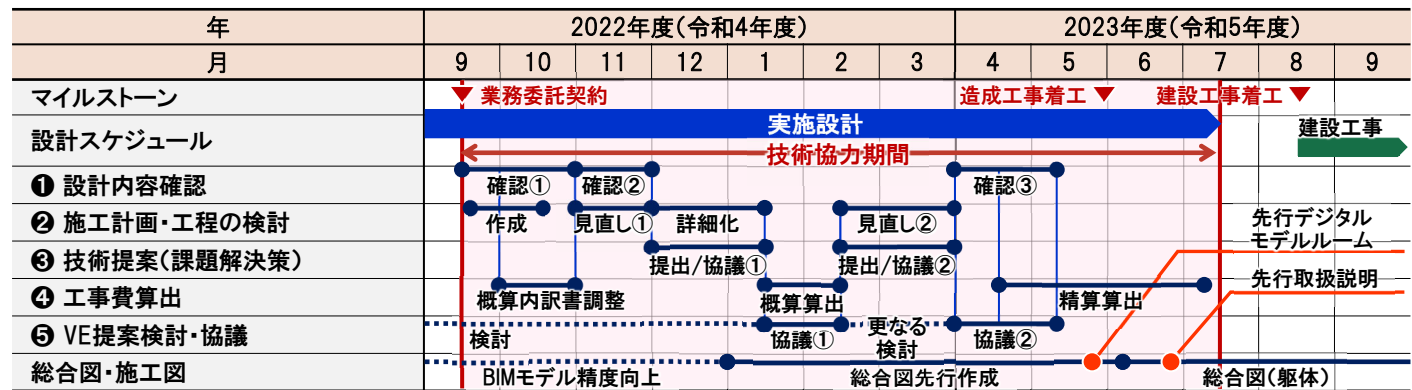 年 2022年度(令和4年度) 2023年度(令和5年度)
月 9 10 11 12 1 2 3 4 5 6 7 8 9
マイルストーン ▼業務委託契約 造成工事着工▼ 建設工事着工▼
設計スケジュール 実施設計 建設工事
技術協力期間
❶ 設計内容確認 確認① 確認② 確認③
❷ 施工計画・工程の検討 作成 見直し① 詳細化 見直し②
先行デジタル
モデルルーム
❸ 技術提案(課題解決策) 提出/協議① 提出/協議②
❹ 工事費算出 概算内訳書調整 概算算出 精算算出 先行取扱説明
❺ VE提案検討・協議 検討 協議① 更なる
検討 協議②
総合図・施工図 BIMモデル精度向上 総合図先行作成 総合図(躯体)